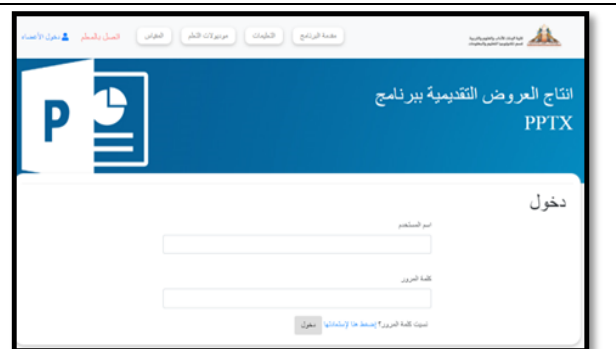 مقدمة البرنامج
التعليمات
موديولات التعلم
المقياس
اتصل بالمعلم
دخول الأعضاء
انتاج العروض التقديمية ببرنامج
PPTX
P
دخول
اسم المستخدم
كلمة المرور
نسيت كلمة المرور؟ إضغط هنا لإستعادتها
دخول